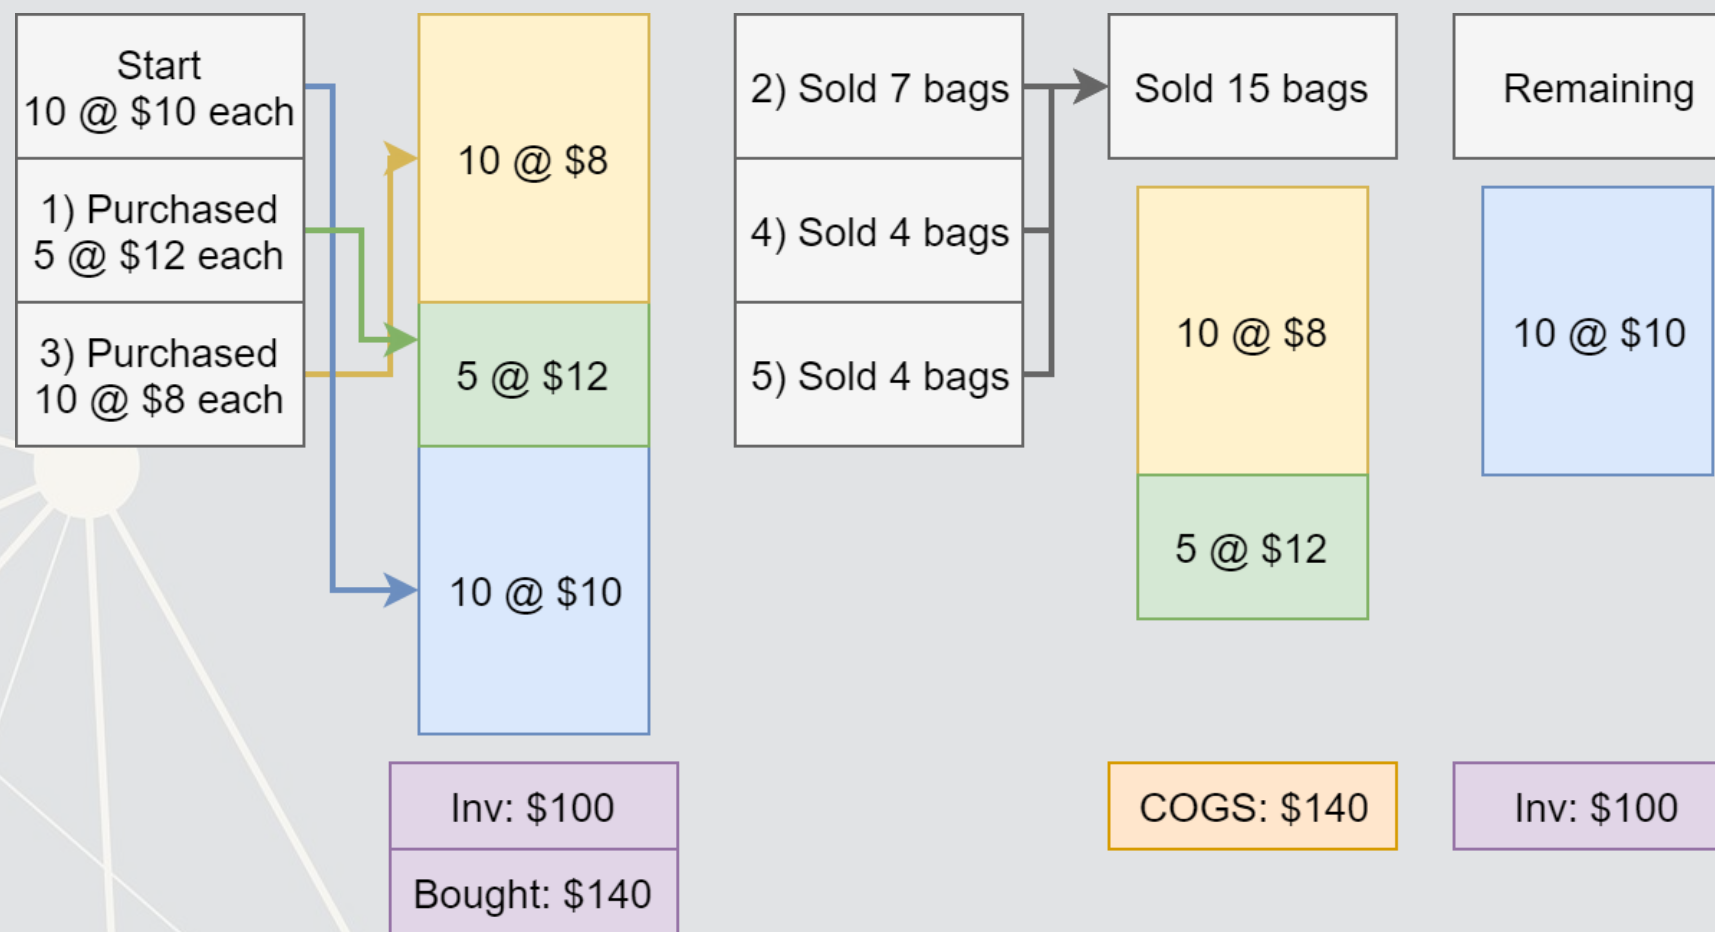 Start
10 @ $10 each
1) Purchased
5 @ $12 each
3) Purchased
10 @ $8 each
10 @ $8
5 @ $12
10 @ $10
Inv: $100
Bought: $140
2) Sold 7 bags
4) Sold 4 bags
5) Sold 4 bags
Sold 15 bags
10 @ $8
5 @ $12
COGS: $140
Remaining
10 @ $10
Inv: $100